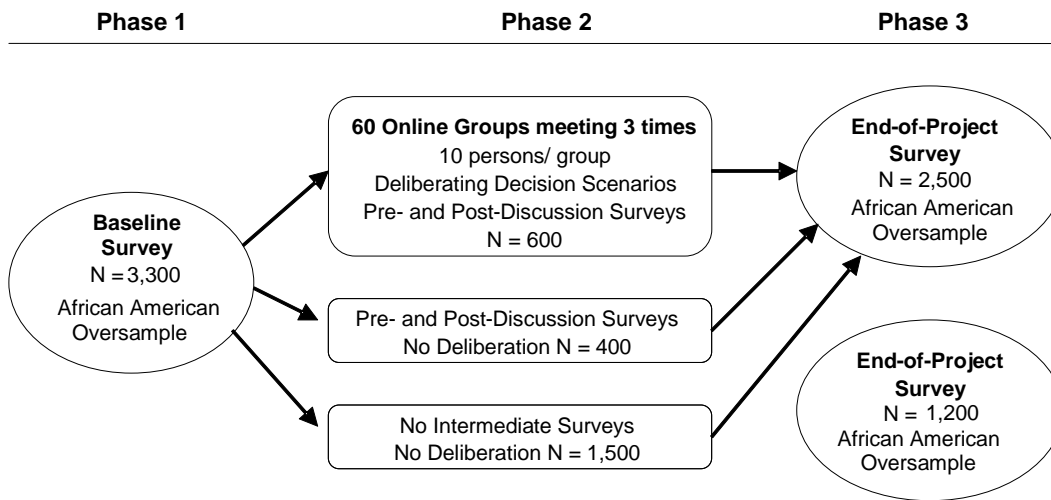 Phase 1
Phase 2
Phase 3
Baseline
Survey
N = 3,300
African American
Oversample
60 Online Groups meeting 3 times
10 persons/ group
Deliberating Decision Scenarios
Pre- and Post-Discussion Surveys
N = 600
Pre- and Post-Discussion Surveys
No Deliberation N = 400
No Intermediate Surveys
No Deliberation N = 1,500
End-of-Project
Survey
N = 2,500
African American
Oversample
End-of-Project
Survey
N = 1,200
African American
Oversample